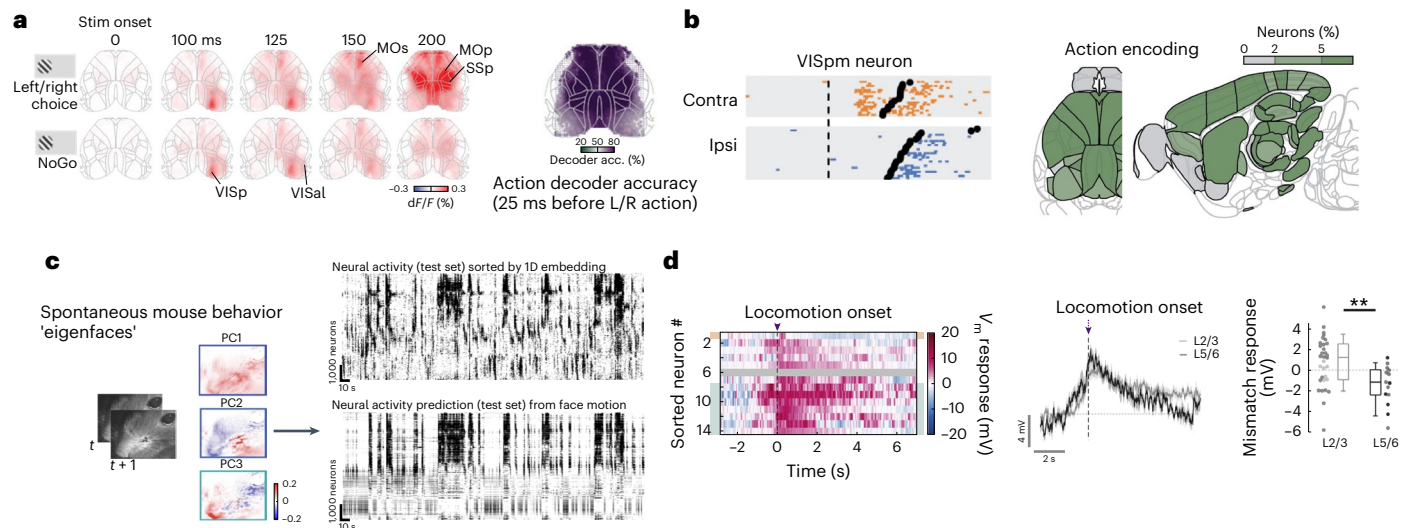 a
Stim onset
0 100 ms 125 150 200
MOs
MOp
SSp
Left/right
choice
NoGo
VISp
VISal
−0.3 0.3
dF/F (%)
20 50 80
Decoder acc. (%)
Action decoder accuracy
(25 ms before L/R action)
b
VISpm neuron
Contra
Ipsi
Action encoding
Neurons (%)
0 2 5
c
Spontaneous mouse behavior
'eigenfaces'
PC1
PC2
PC3
t
t + 1
0.2
0
−0.2
Neural activity (test set) sorted by 1D embedding
1,000 neurons
10 s
Neural activity prediction (test set) from face motion
1,000 neurons
10 s
d
Locomotion onset
Sorted neuron #
2
6
10
14
−2 0 2 4 6
Time (s)
20
10
0
−10
−20
Vm response (mV)
Locomotion onset
L2/3
L5/6
4 mV
2 s
Mismatch response
(mV)
**
4
2
0
−2
−4
−6
L2/3 L5/6